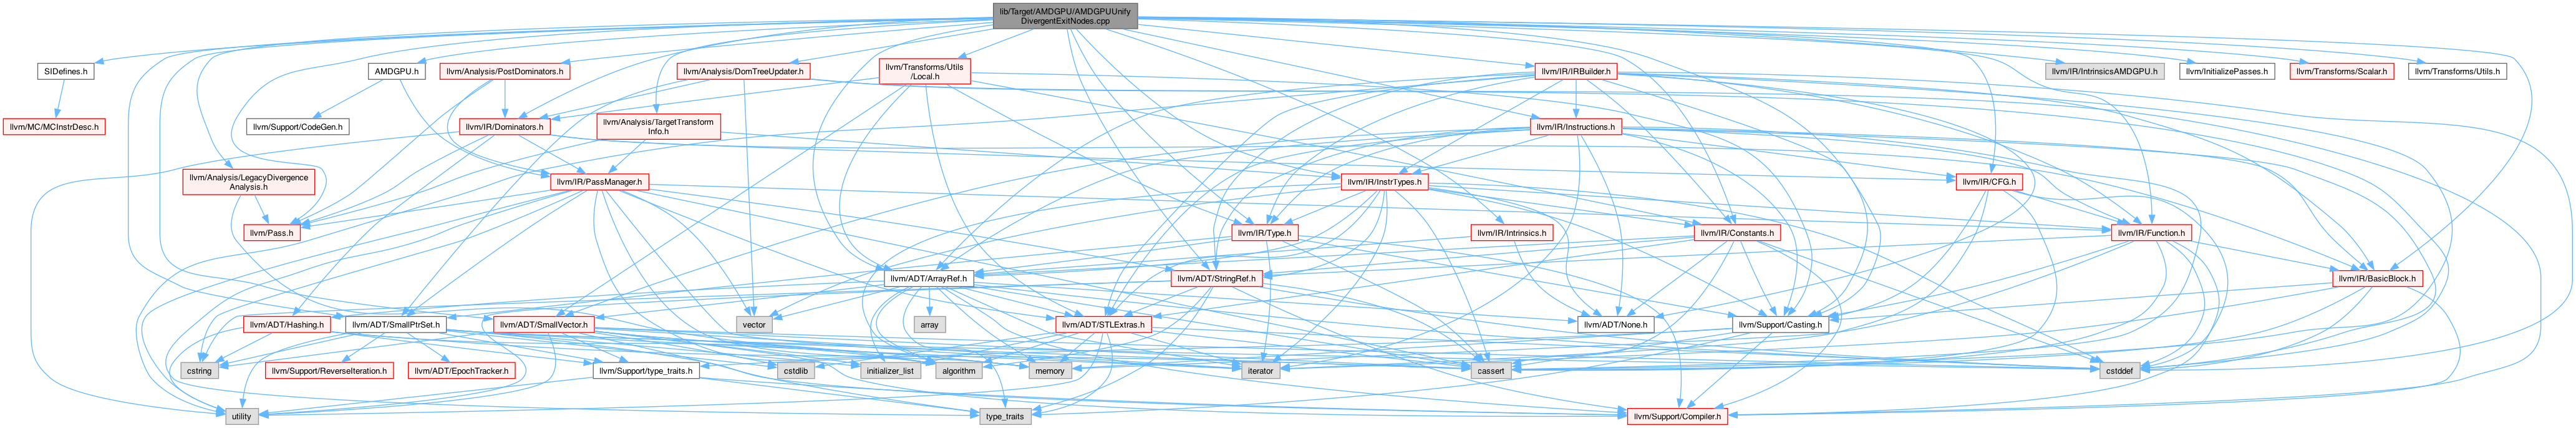 lib/Target/AMDGPU/AMDGPUUnify
DivergentExitNodes.cpp
SIDefines.h
AMDGPU.h
llvm/Analysis/PostDominators.h
llvm/Analysis/DomTreeUpdater.h
llvm/Transforms/Utils
/Local.h
llvm/IR/IRBuilder.h
llvm/IR/IntrinsicsAMDGPU.h
llvm/InitializePasses.h
llvm/Transforms/Scalar.h
llvm/Transforms/Utils.h
llvm/MC/MCInstrDesc.h
llvm/Support/CodeGen.h
llvm/IR/Dominators.h
llvm/Analysis/TargetTransform
Info.h
llvm/IR/Instructions.h
llvm/Analysis/LegacyDivergence
Analysis.h
llvm/IR/PassManager.h
llvm/IR/InstrTypes.h
llvm/IR/CFG.h
llvm/Pass.h
llvm/IR/Type.h
llvm/IR/Intrinsics.h
llvm/IR/Constants.h
llvm/IR/Function.h
llvm/ADT/ArrayRef.h
llvm/ADT/StringRef.h
llvm/IR/BasicBlock.h
llvm/ADT/Hashing.h
llvm/ADT/SmallPtrSet.h
llvm/ADT/SmallVector.h
vector
array
llvm/ADT/STLExtras.h
llvm/ADT/None.h
llvm/Support/Casting.h
cstring
llvm/Support/ReverseIteration.h
llvm/ADT/EpochTracker.h
llvm/Support/type_traits.h
cstdlib
initializer_list
algorithm
memory
iterator
cassert
cstddef
utility
type_traits
llvm/Support/Compiler.h